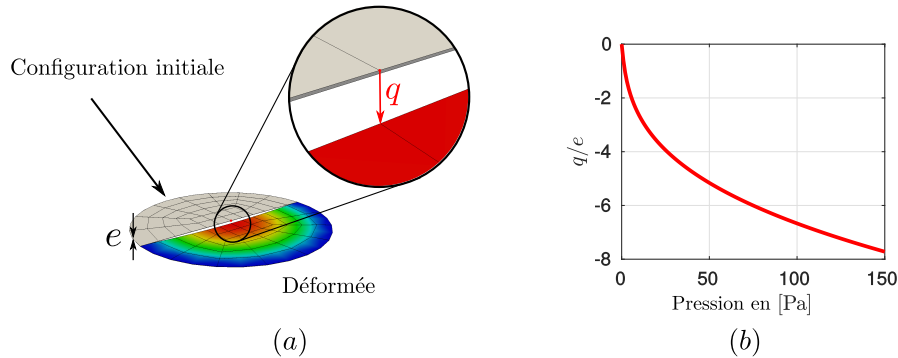 Configuration initiale
q
e
Déformée
(a)
0
-2
-4
-6
-8
q/e
0
50
100
150
Pression en [Pa]
(b)